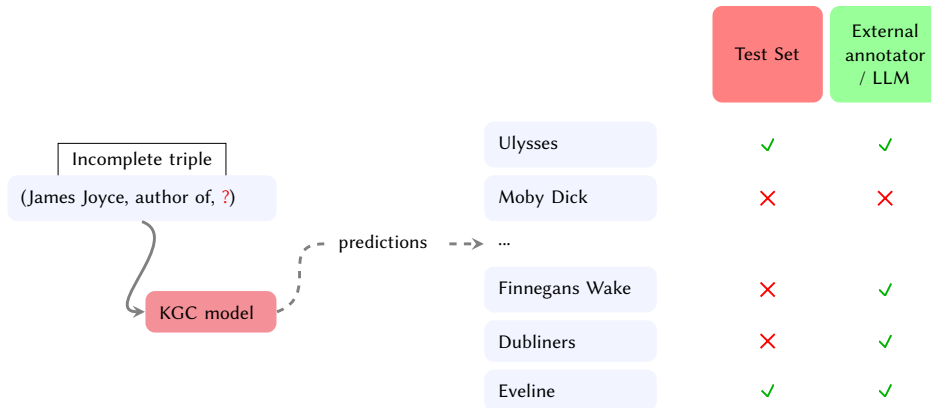 Test Set
External
annotator
/ LLM
Incomplete triple
(James Joyce, author of, ?)
KGC model
predictions
Ulysses
Moby Dick
...
Finnegans Wake
Dubliners
Eveline